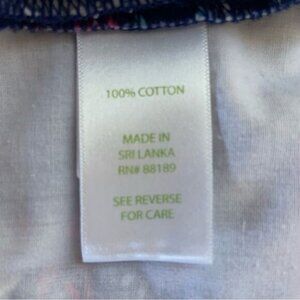 100% COTTON
MADE IN
SRI LANKA
RN# 88189
SEE REVERSE
FOR CARE